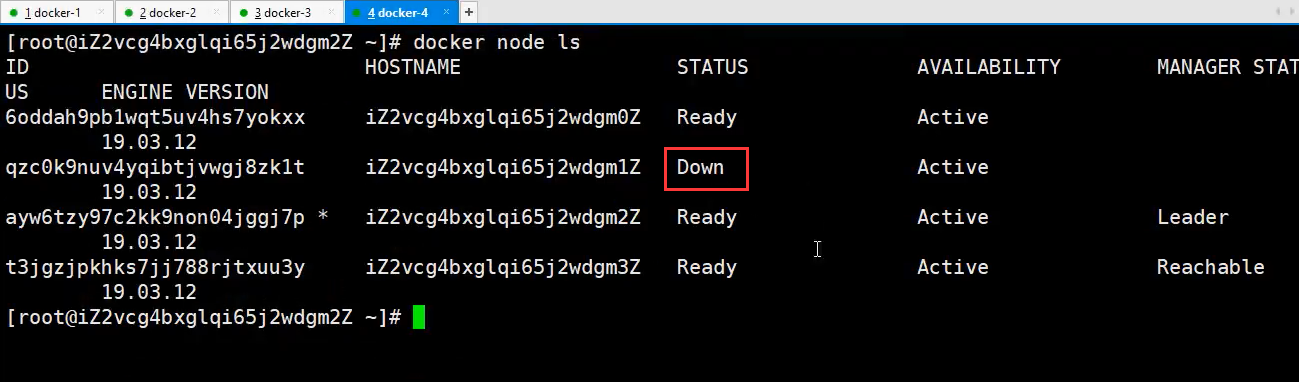 1 docker-1 × 2 docker-2 × 3 docker-3 × 4 docker-4 × +
[root@iZ2vcg4bxglqi65j2wdgm2Z ~]# docker node ls
ID HOSTNAME STATUS AVAILABILITY MANAGER STAT
US ENGINE VERSION
6oddah9pb1wqt5uv4hs7yokxx iZ2vcg4bxglqi65j2wdgm0Z Ready Active
19.03.12
qzc0k9nuv4yqibtjvwgj8zk1t iZ2vcg4bxglqi65j2wdgm1Z Down Active
19.03.12
ayw6tzy97c2kk9non04jggj7p * iZ2vcg4bxglqi65j2wdgm2Z Ready Active Leader
19.03.12
t3jgzjpkhks7jj788rjtxuu3y iZ2vcg4bxglqi65j2wdgm3Z Ready Active Reachable
19.03.12
[root@iZ2vcg4bxglqi65j2wdgm2Z ~]#